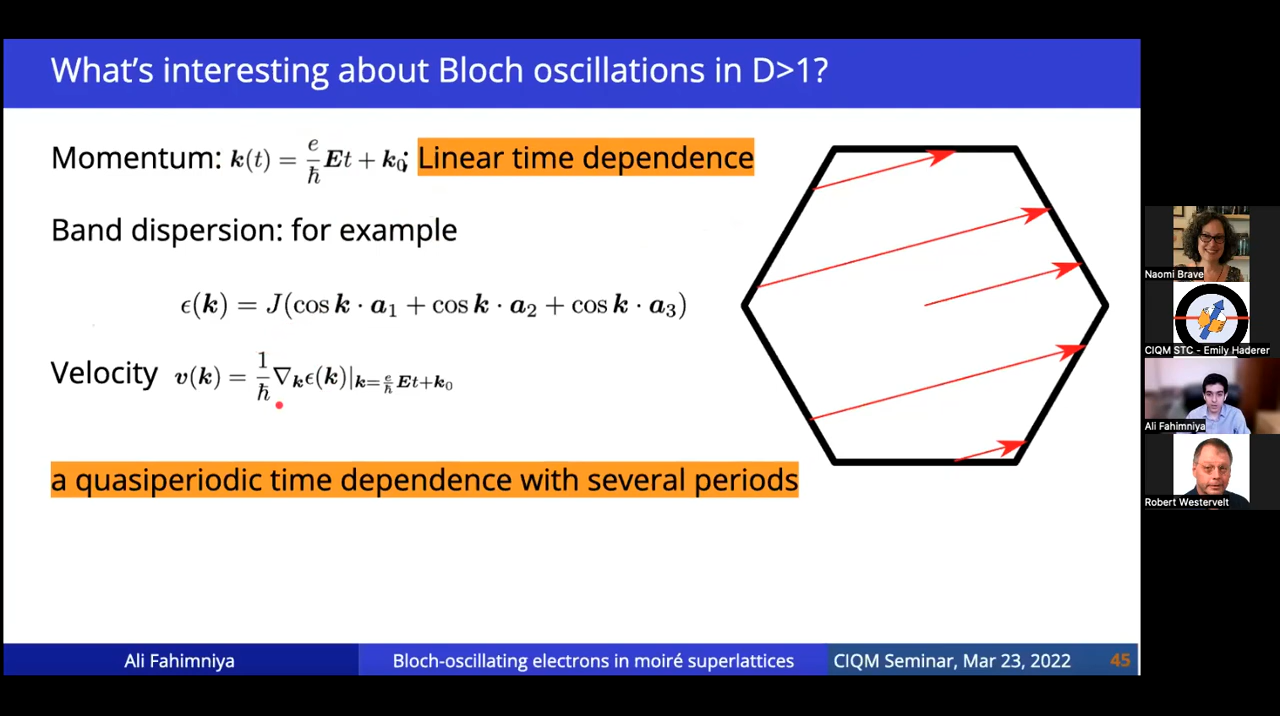 What's interesting about Bloch oscillations in D>1?
Momentum: k(t) = e/ħ Et + k₀; Linear time dependence
Band dispersion: for example
ϵ(k) = J(cos k · a₁ + cos k · a₂ + cos k · a₃)
Velocity v(k) = 1/ħ ∇ₖϵ(k)|ₖ₌ e/ħ Et+k₀
a quasiperiodic time dependence with several periods
Naomi Brave
CIQM STC - Emily Haderer
Ali Fahimniya
Robert Westervelt
Ali Fahimniya
Bloch-oscillating electrons in moiré superlattices
CIQM Seminar, Mar 23, 2022
45